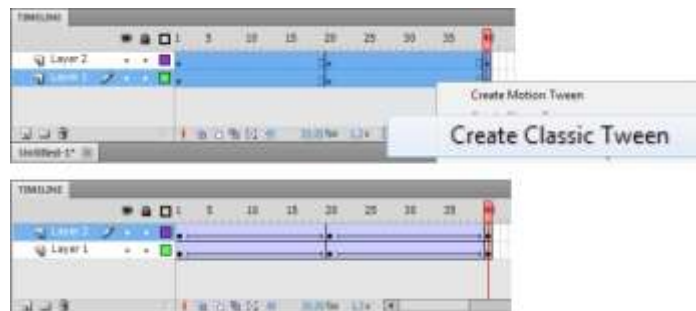 TIMELINE
1 5 10 15 20 25 30 35
Layer 2
Layer 1
Create Motion Tween
Create Classic Tween
Untitled-1*
TIMELINE
1 5 10 15 20 25 30 35
Layer 2
Layer 1